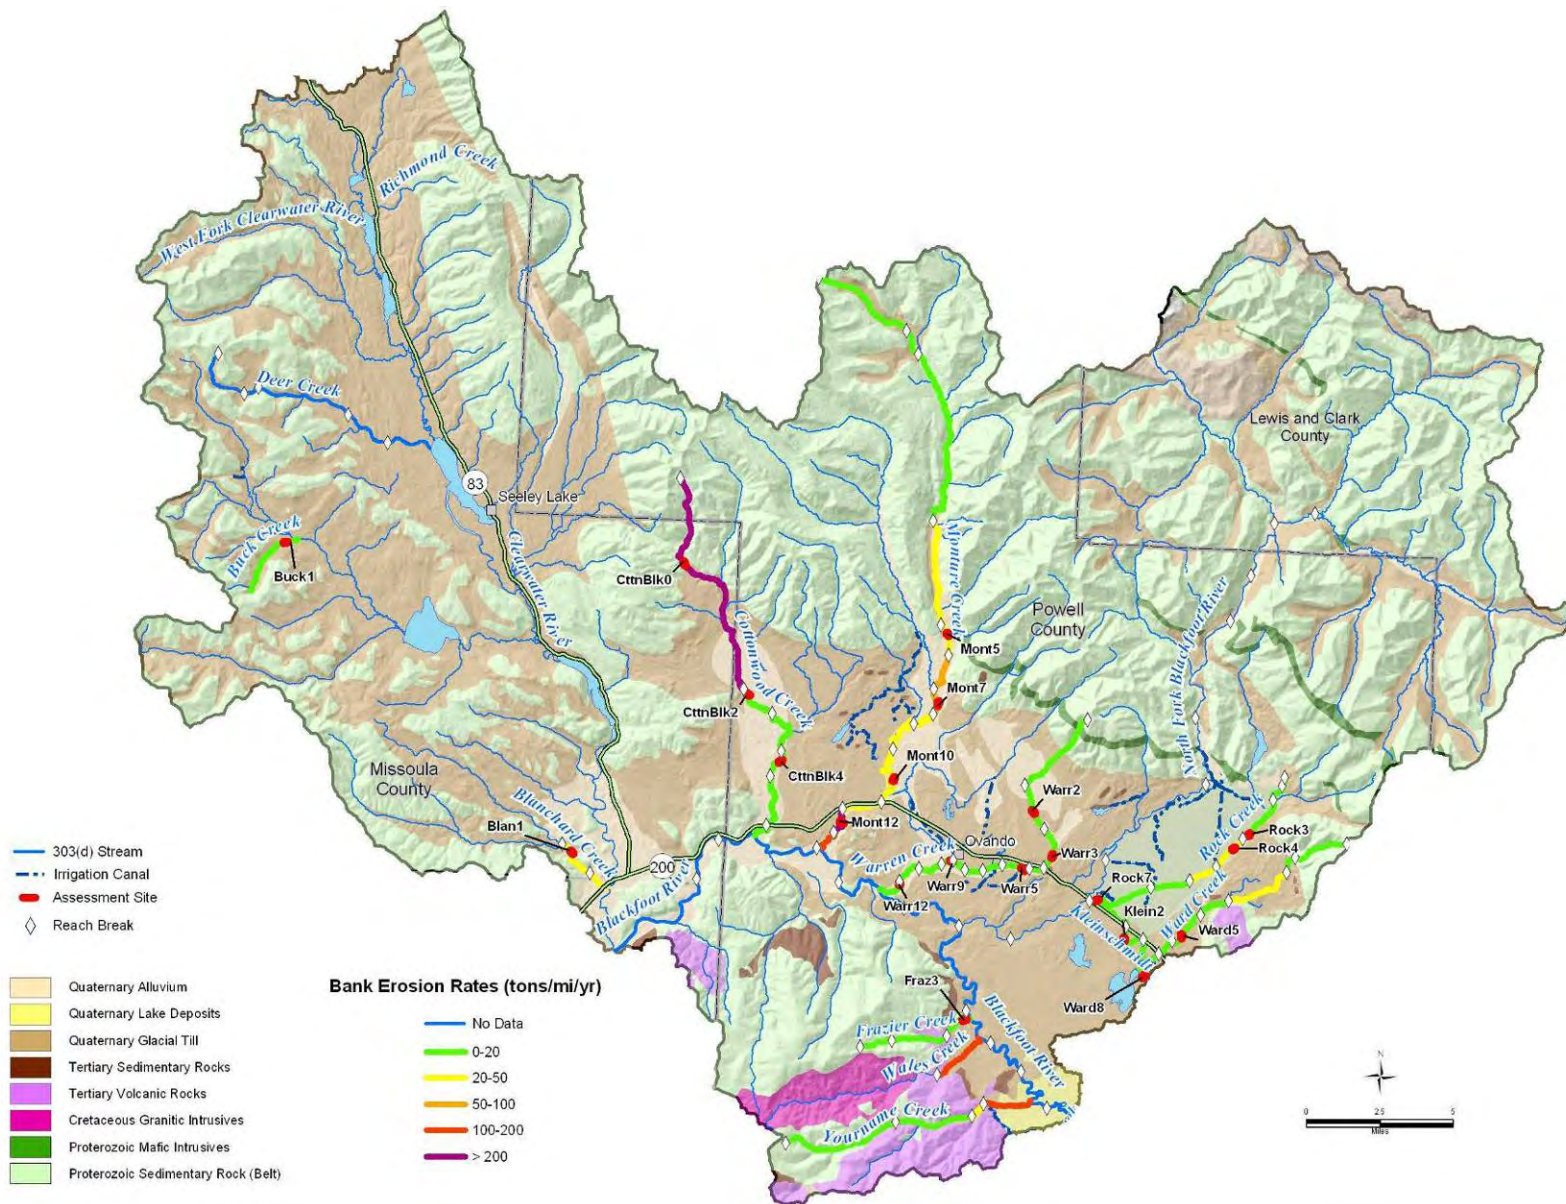 Richmond Creek
West Fork Clearwater River
Deer Creek
83
Seeley Lake
Lewis and Clark
County
Buck Creek
Buck1
Clearwater River
CttnBlk0
Monture Creek
Powell
County
North Fork Blackfoot River
Mont5
Cottonwood Creek
Mont7
CttnBlk2
CttnBlk4
Mont10
Missoula
County
Warr2
Blanchard Creek
Blan1
Mont12
Rock Creek
Rock3
Rock4
Ovando
Warren Creek
Warr3
200
Warr9
Warr5
Rock7
Warr12
Klein2
Ward Creek
Blackfoot River
Kleinschmidt
Ward5
Fraz3
Ward8
Frazier Creek
Blackfoot River
Wales Creek
Yourname Creek
303(d) Stream
Irrigation Canal
Assessment Site
Reach Break
Quaternary Alluvium
Quaternary Lake Deposits
Quaternary Glacial Till
Tertiary Sedimentary Rocks
Tertiary Volcanic Rocks
Cretaceous Granitic Intrusives
Proterozoic Mafic Intrusives
Proterozoic Sedimentary Rock (Belt)
Bank Erosion Rates (tons/mi/yr)
No Data
0-20
20-50
50-100
100-200
> 200
N
0 2.5 5
Miles